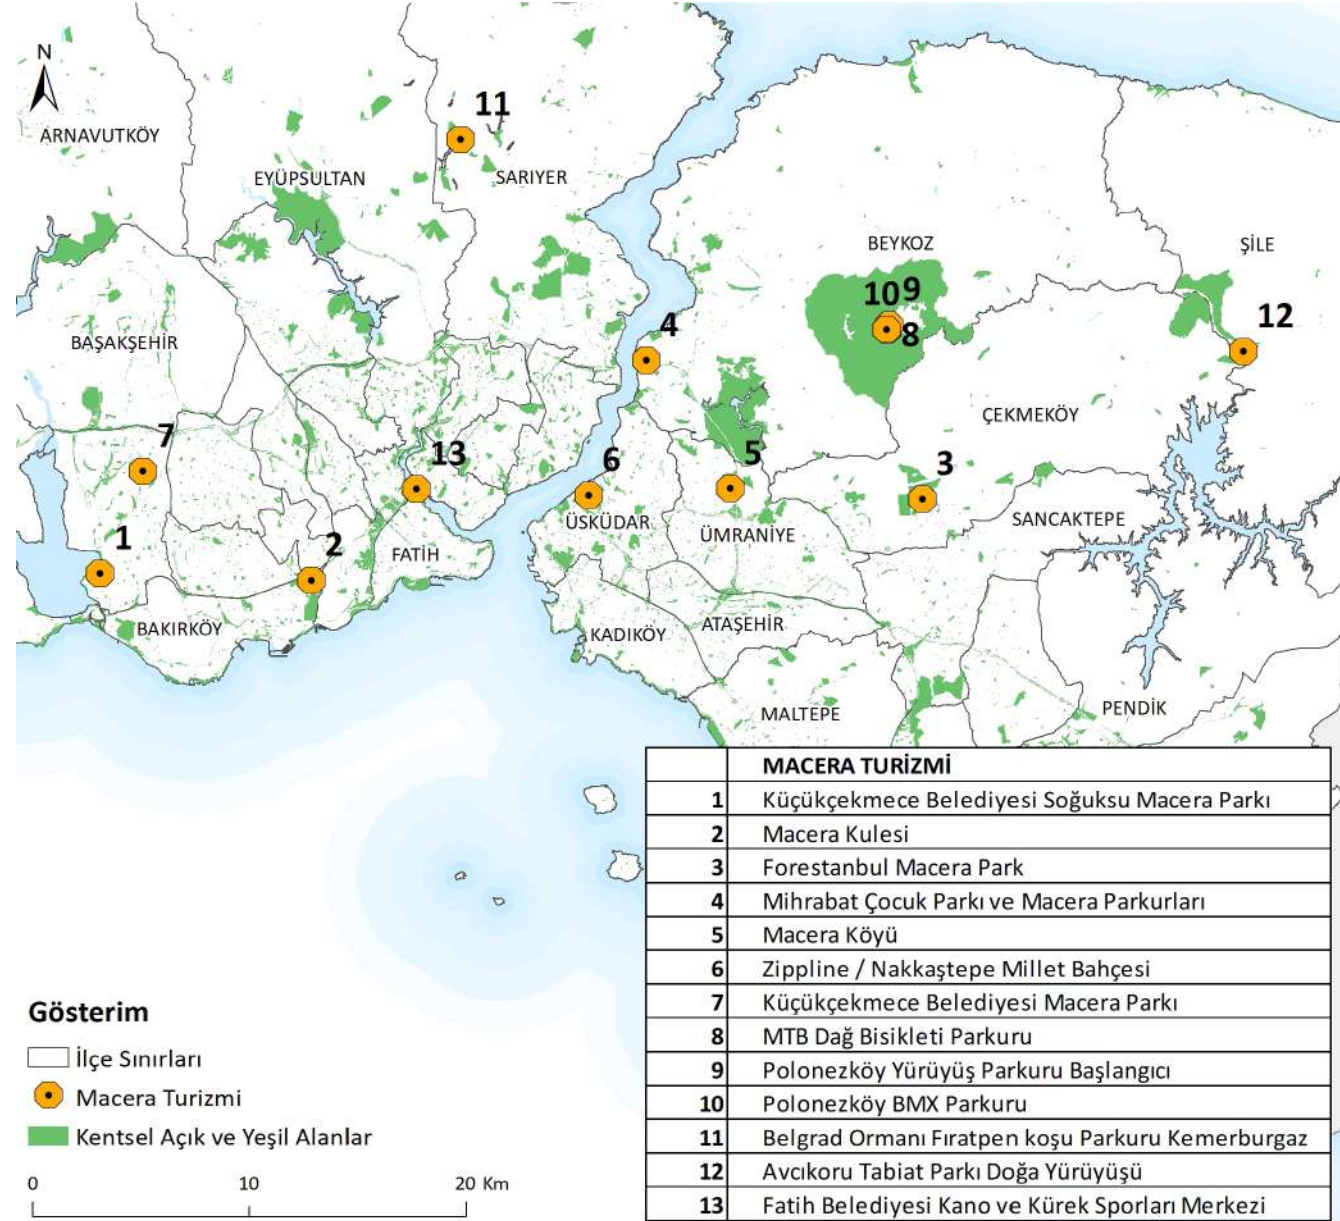 N
11
ARNAVUTKÖY
EYÜPSULTAN
SARIYER
BEYKOZ
ŞİLE
10 9
8
12
4
BAŞAKŞEHİR
ÇEKMEKÖY
7
13
6
5
3
ÜSKÜDAR
ÜMRANİYE
SANCAKTEPE
1
2
FATİH
BAKIRKÖY
KADIKÖY
ATAŞEHİR
MALTEPE
PENDİK
MACERA TURİZMİ
1 Küçükçekmece Belediyesi Soğuksu Macera Parkı
2 Macera Kulesi
3 Forestanbul Macera Park
4 Mihrabat Çocuk Parkı ve Macera Parkurları
5 Macera Köyü
6 Zippline / Nakkaştepe Millet Bahçesi
7 Küçükçekmece Belediyesi Macera Parkı
8 MTB Dağ Bisikleti Parkuru
9 Polonezköy Yürüyüş Parkuru Başlangıcı
10 Polonezköy BMX Parkuru
11 Belgrad Ormanı Fıratpen koşu Parkuru Kemerburgaz
12 Avcıkoru Tabiat Parkı Doğa Yürüyüşü
13 Fatih Belediyesi Kano ve Kürek Sporları Merkezi
Gösterim
İlçe Sınırları
Macera Turizmi
Kentsel Açık ve Yeşil Alanlar
0 10 20 Km